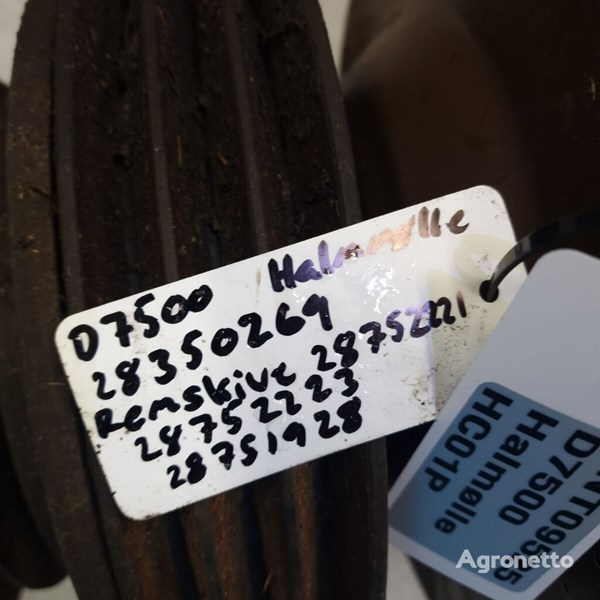 D7500 Halmølle
28350269
Remskive 28752221
28752223
28751928
D7500
Halmølle
HC01P
Agronetto